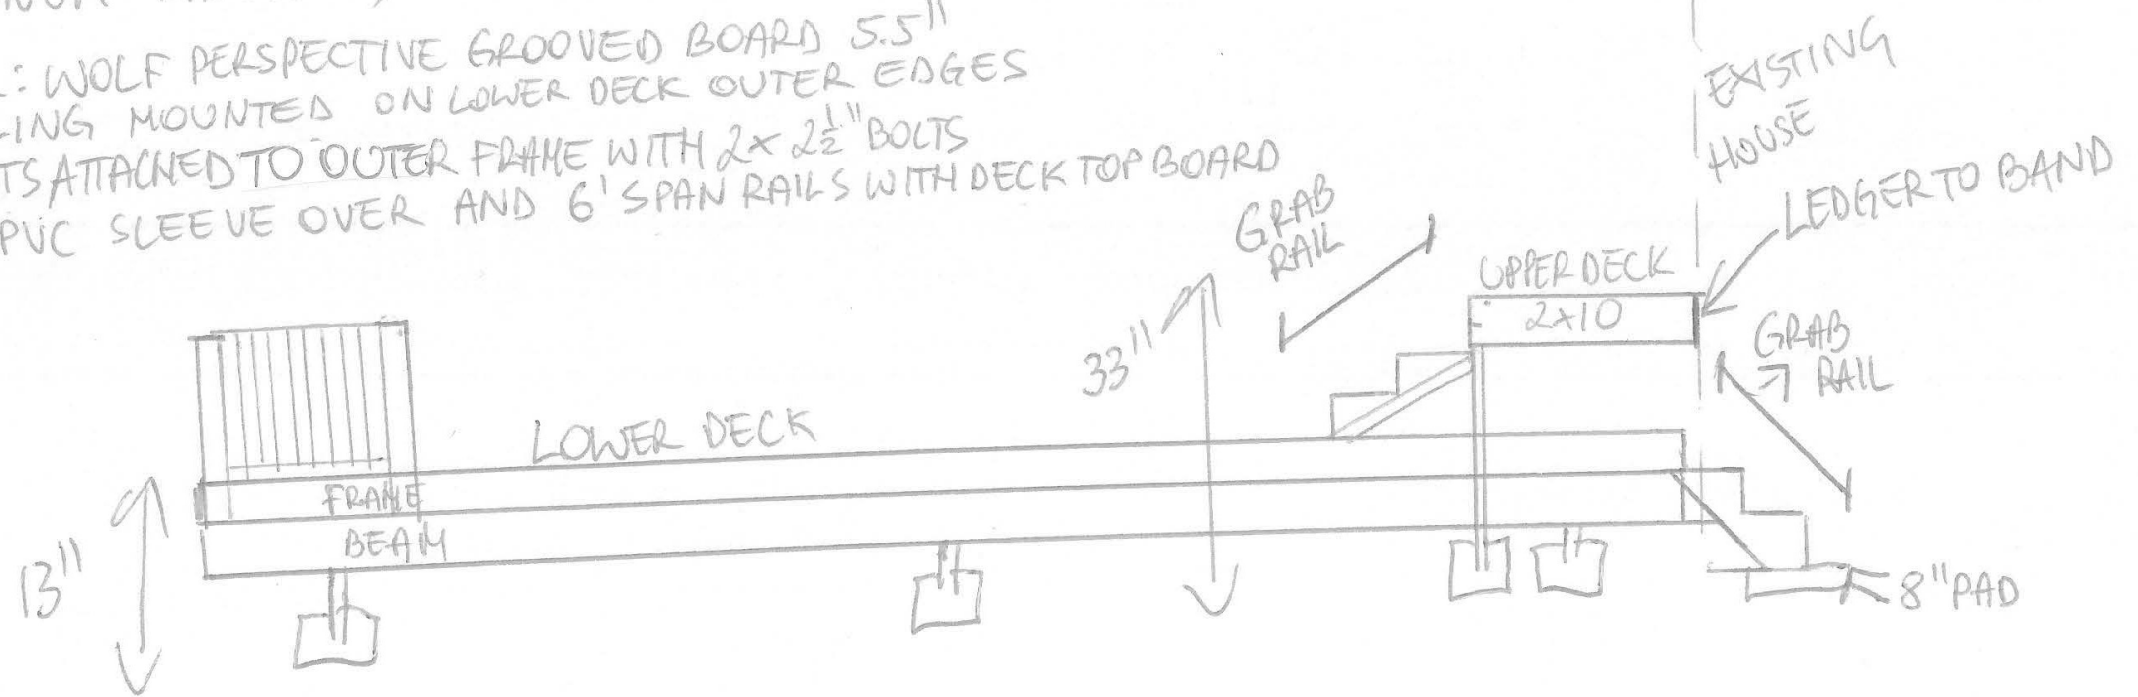 : WOLF PERSPECTIVE GROOVED BOARD 5.5"
LING MOUNTED ON LOWER DECK OUTER EDGES
TS ATTACHED TO OUTER FRAME WITH 2x 2½" BOLTS
PVC SLEEVE OVER AND 6' SPAN RAILS WITH DECK TOP BOARD
EXISTING
HOUSE
LEDGER TO BAND
GRAB
RAIL
UPPER DECK
2x10
GRAB
RAIL
33"
LOWER DECK
FRAME
BEAM
13"
8" PAD